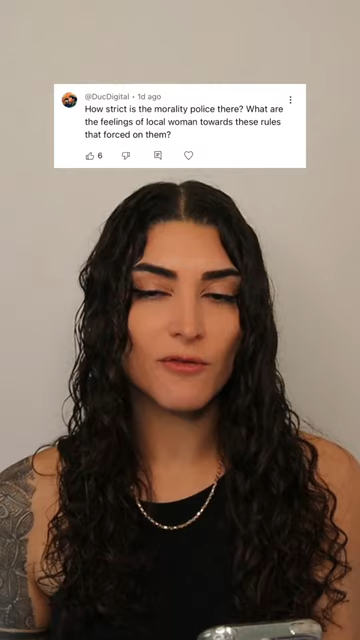 @DucDigital • 1d ago
How strict is the morality police there? What are
the feelings of local woman towards these rules
that forced on them?
6